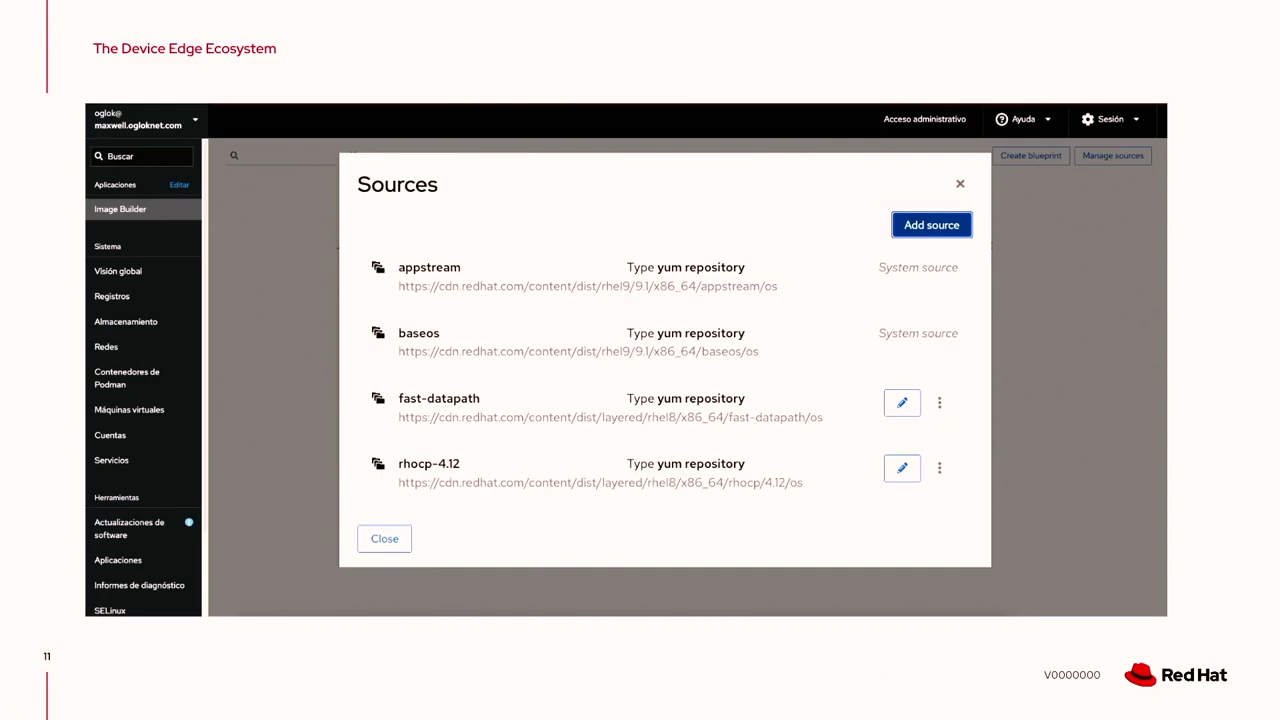 The Device Edge Ecosystem
oglok@
maxwell.ogloknet.com
Acceso administrativo
Ayuda
Sesión
Buscar
Create blueprint
Manage sources
Aplicaciones
Editar
Image Builder
Sistema
Visión global
Registros
Almacenamiento
Redes
Contenedores de
Podman
Máquinas virtuales
Cuentas
Servicios
Herramientas
Actualizaciones de
software
Aplicaciones
Informes de diagnóstico
SELinux
Sources
Add source
appstream
Type yum repository
System source
https://cdn.redhat.com/content/dist/rhel9/9.1/x86_64/appstream/os
baseos
Type yum repository
System source
https://cdn.redhat.com/content/dist/rhel9/9.1/x86_64/baseos/os
fast-datapath
Type yum repository
https://cdn.redhat.com/content/dist/layered/rhel8/x86_64/fast-datapath/os
rhocp-4.12
Type yum repository
https://cdn.redhat.com/content/dist/layered/rhel8/x86_64/rhocp/4.12/os
Close
11
V0000000
Red Hat